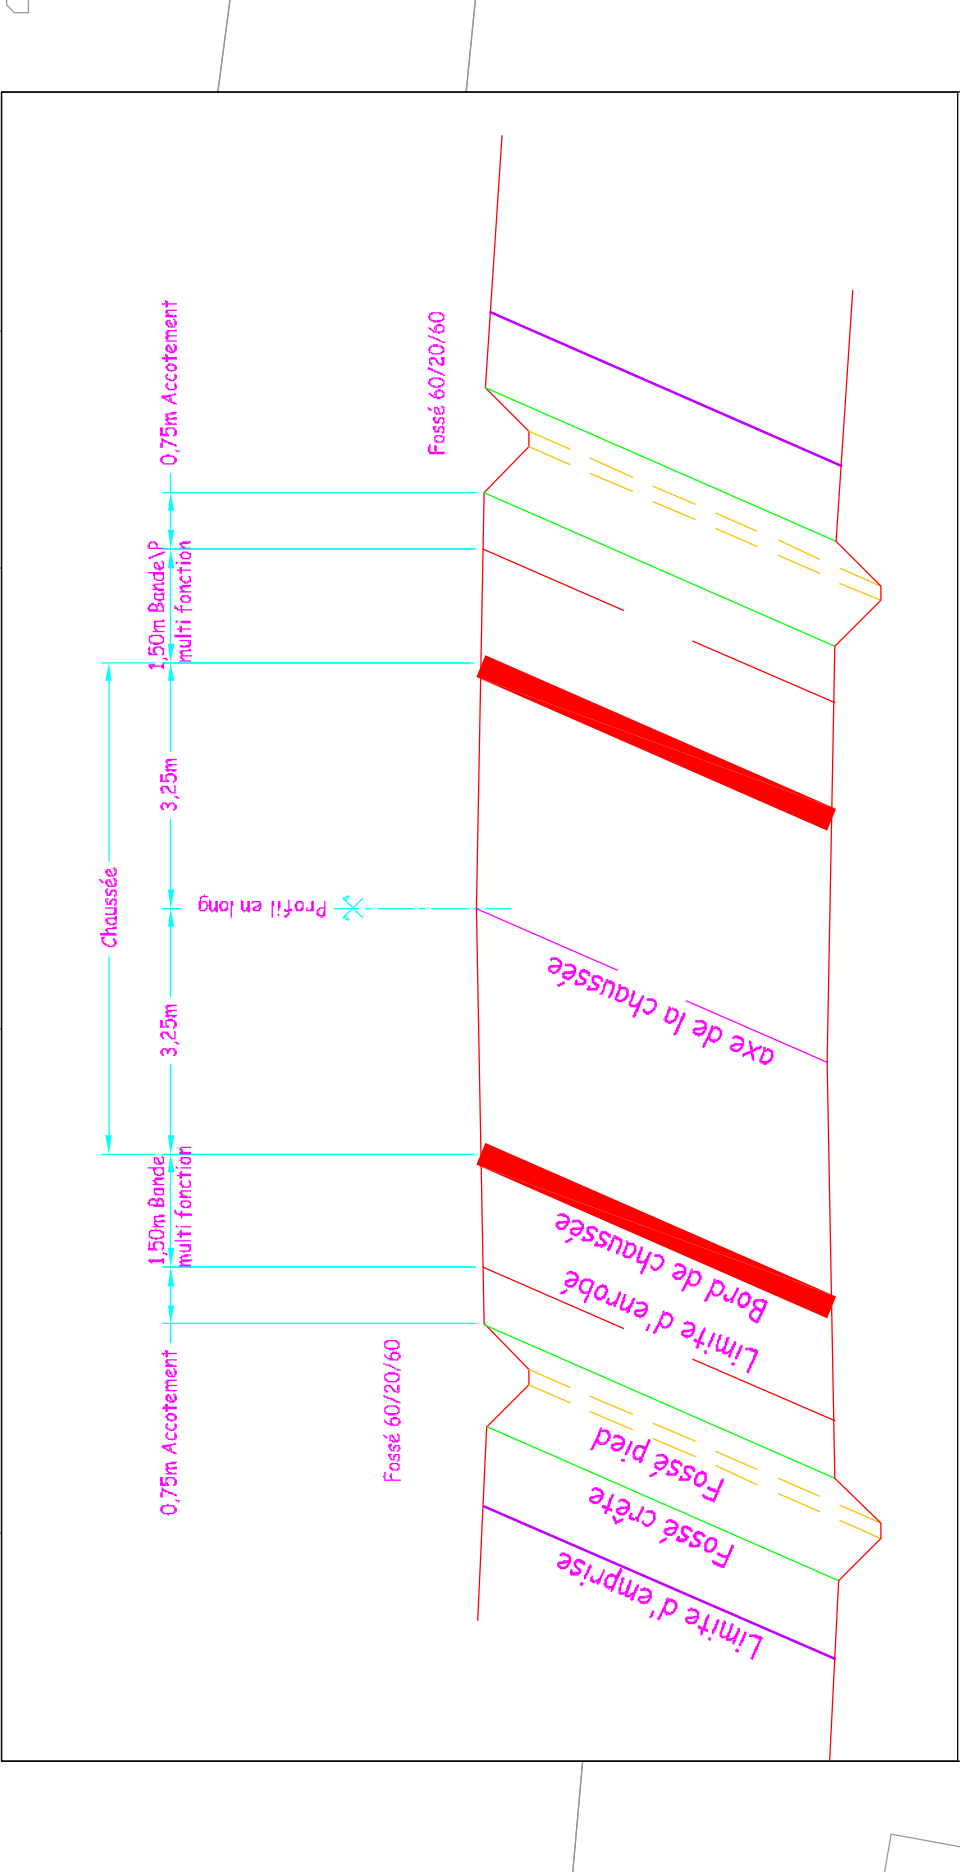 0,75m Accotement
Fossé 60/20/60
1,50m Bande\P
multi fonction
3,25m
Chaussée
Profil en long
3,25m
axe de la chaussée
1,50m Bande
multi fonction
Bord de chaussée
Limite d'enrobé
0,75m Accotement
Fossé 60/20/60
Fossé pied
Fossé crête
Limite d'emprise